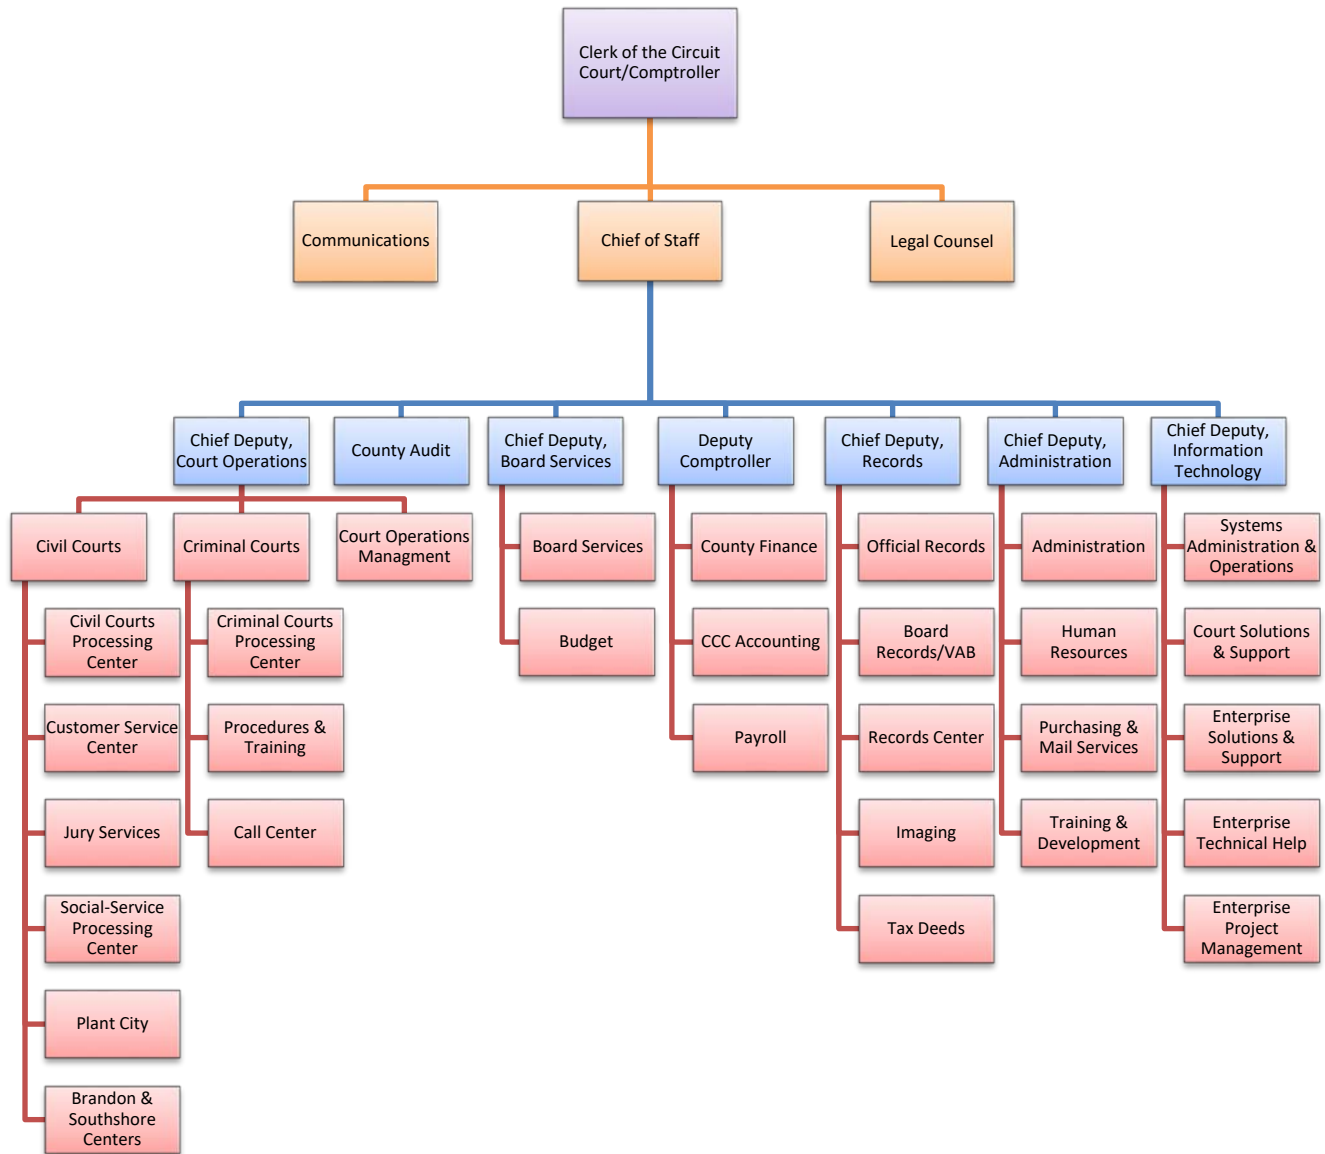 Clerk of the Circuit
Court/Comptroller
Communications
Chief of Staff
Legal Counsel
Chief Deputy,
Court Operations
County Audit
Chief Deputy,
Board Services
Deputy
Comptroller
Chief Deputy,
Records
Chief Deputy,
Administration
Chief Deputy,
Information
Technology
Civil Courts
Criminal Courts
Court Operations
Managment
Board Services
County Finance
Official Records
Administration
Systems
Administration &
Operations
Civil Courts
Processing
Center
Criminal Courts
Processing
Center
Budget
CCC Accounting
Board
Records/VAB
Human
Resources
Court Solutions
& Support
Customer Service
Center
Procedures &
Training
Payroll
Records Center
Purchasing &
Mail Services
Enterprise
Solutions &
Support
Jury Services
Call Center
Imaging
Training &
Development
Enterprise
Technical Help
Social-Service
Processing
Center
Tax Deeds
Enterprise
Project
Management
Plant City
Brandon &
Southshore
Centers